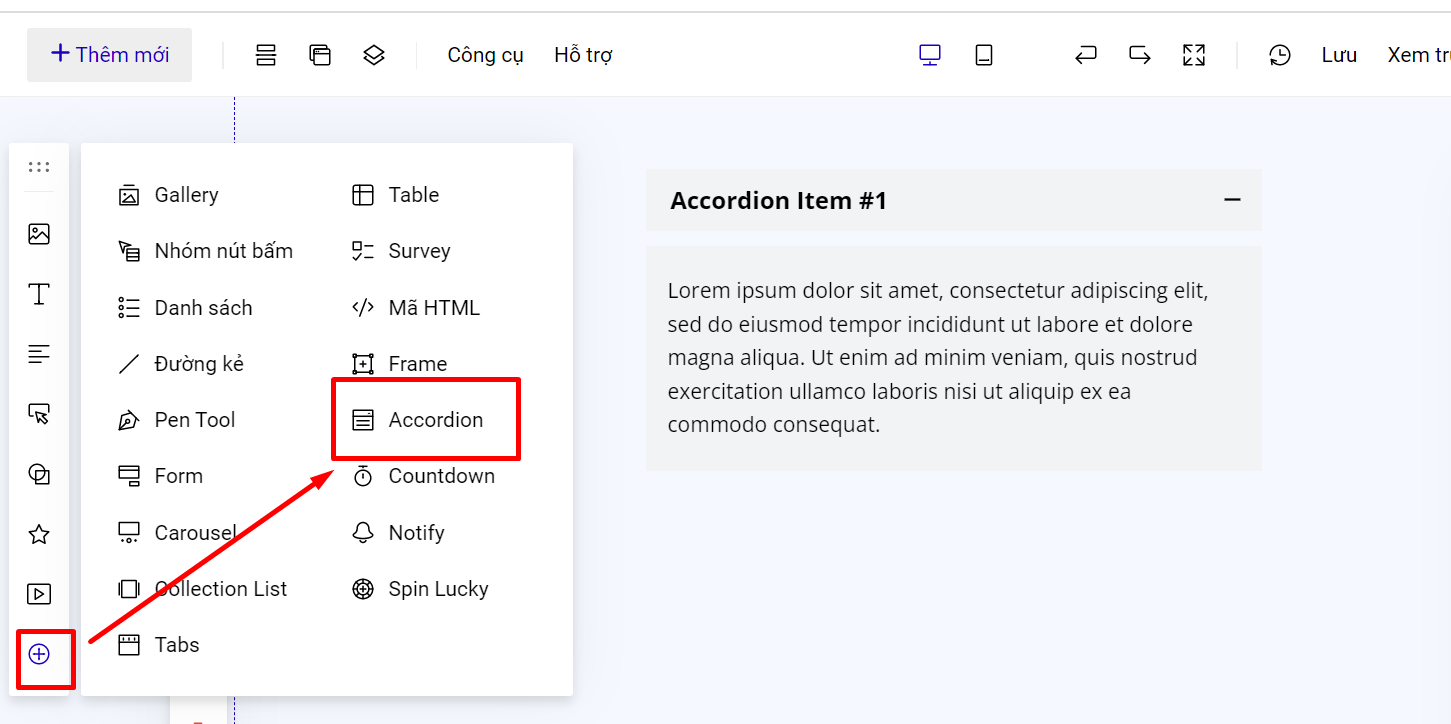 Thêm mới
Công cụ
Hỗ trợ
Lưu
Gallery
Table
Nhóm nút bấm
Survey
Danh sách
</> Mã HTML
Đường kẻ
Frame
Pen Tool
Accordion
Form
Countdown
Carousel
Notify
Collection List
Spin Lucky
Tabs
Accordion Item #1
Lorem ipsum dolor sit amet, consectetur adipiscing elit,
sed do eiusmod tempor incididunt ut labore et dolore
magna aliqua. Ut enim ad minim veniam, quis nostrud
exercitation ullamco laboris nisi ut aliquip ex ea
commodo consequat.